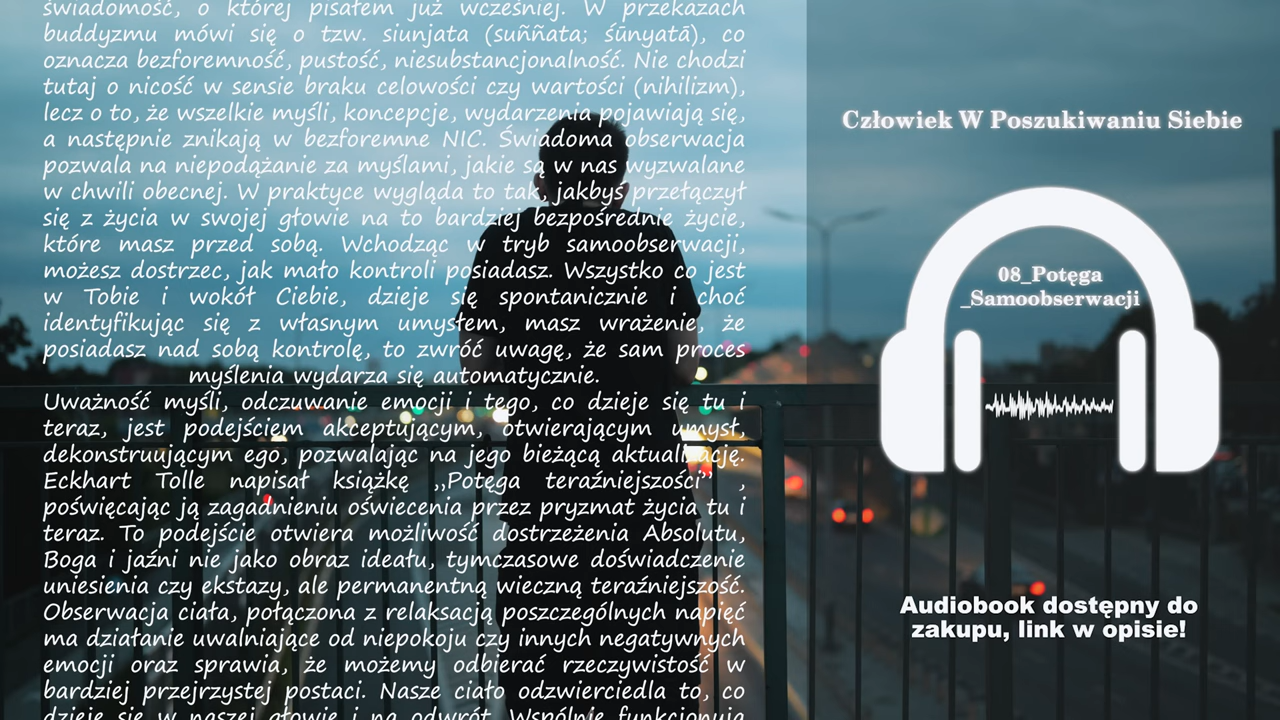 świadomość, o której pisałem już wcześniej. W przekazach
buddyzmu mówi się o tzw. siunjata (suññata; śūnyatā), co
oznacza bezforemność, pustość, niesubstancjonalność. Nie chodzi
tutaj o nicość w sensie braku celowości czy wartości (nihilizm),
lecz o to, że wszelkie myśli, koncepcje, wydarzenia pojawiają się,
a następnie znikają w bezforemne NIC. Świadoma obserwacja
pozwala na niepodążanie za myślami, jakie są w nas wyzwalane
w chwili obecnej. W praktyce wygląda to tak, jakbyś przełączył
się z życia w swojej głowie na to bardziej bezpośrednie życie,
które masz przed sobą. Wchodząc w tryb samoobserwacji,
możesz dostrzec, jak mało kontroli posiadasz. Wszystko co jest
w Tobie i wokół Ciebie, dzieje się spontanicznie i choć
identyfikując się z własnym umysłem, masz wrażenie, że
posiadasz nad sobą kontrolę, to zwróć uwagę, że sam proces
myślenia wydarza się automatycznie.
Uważność myśli, odczuwanie emocji i tego, co dzieje się tu i
teraz, jest podejściem akceptującym, otwierającym umysł,
dekonstruującym ego, pozwalając na jego bieżącą aktualizację.
Eckhart Tolle napisał książkę ,,Potęga teraźniejszości” ,
poświęcając ją zagadnieniu oświecenia przez pryzmat życia tu i
teraz. To podejście otwiera możliwość dostrzeżenia Absolutu,
Boga i jaźni nie jako obraz ideału, tymczasowe doświadczenie
uniesienia czy ekstazy, ale permanentną wieczną teraźniejszość.
Obserwacja ciała, połączona z relaksacją poszczególnych napięć
ma działanie uwalniające od niepokoju czy innych negatywnych
emocji oraz sprawia, że możemy odbierać rzeczywistość w
bardziej przejrzystej postaci. Nasze ciało odzwierciedla to, co
dzieje się w naszej głowie i na odwrót. Wspólnie funkcjonują
Człowiek W Poszukiwaniu Siebie
08_Potęga
_Samoobserwacji
Audiobook dostępny do
zakupu, link w opisie!